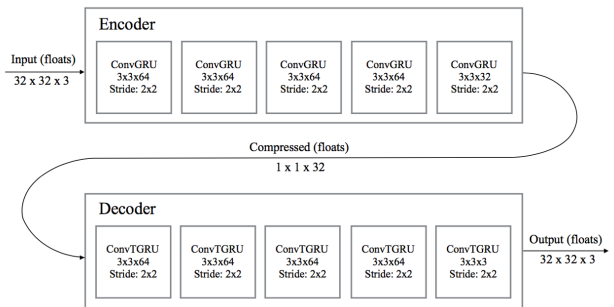 Encoder
Input (floats)
32 x 32 x 3
ConvGRU
3x3x64
Stride: 2x2
ConvGRU
3x3x64
Stride: 2x2
ConvGRU
3x3x64
Stride: 2x2
ConvGRU
3x3x64
Stride: 2x2
ConvGRU
3x3x32
Stride: 2x2
Compressed (floats)
1 x 1 x 32
Decoder
ConvTGRU
3x3x64
Stride: 2x2
ConvTGRU
3x3x64
Stride: 2x2
ConvTGRU
3x3x64
Stride: 2x2
ConvTGRU
3x3x64
Stride: 2x2
ConvTGRU
3x3x3
Stride: 2x2
Output (floats)
32 x 32 x 3